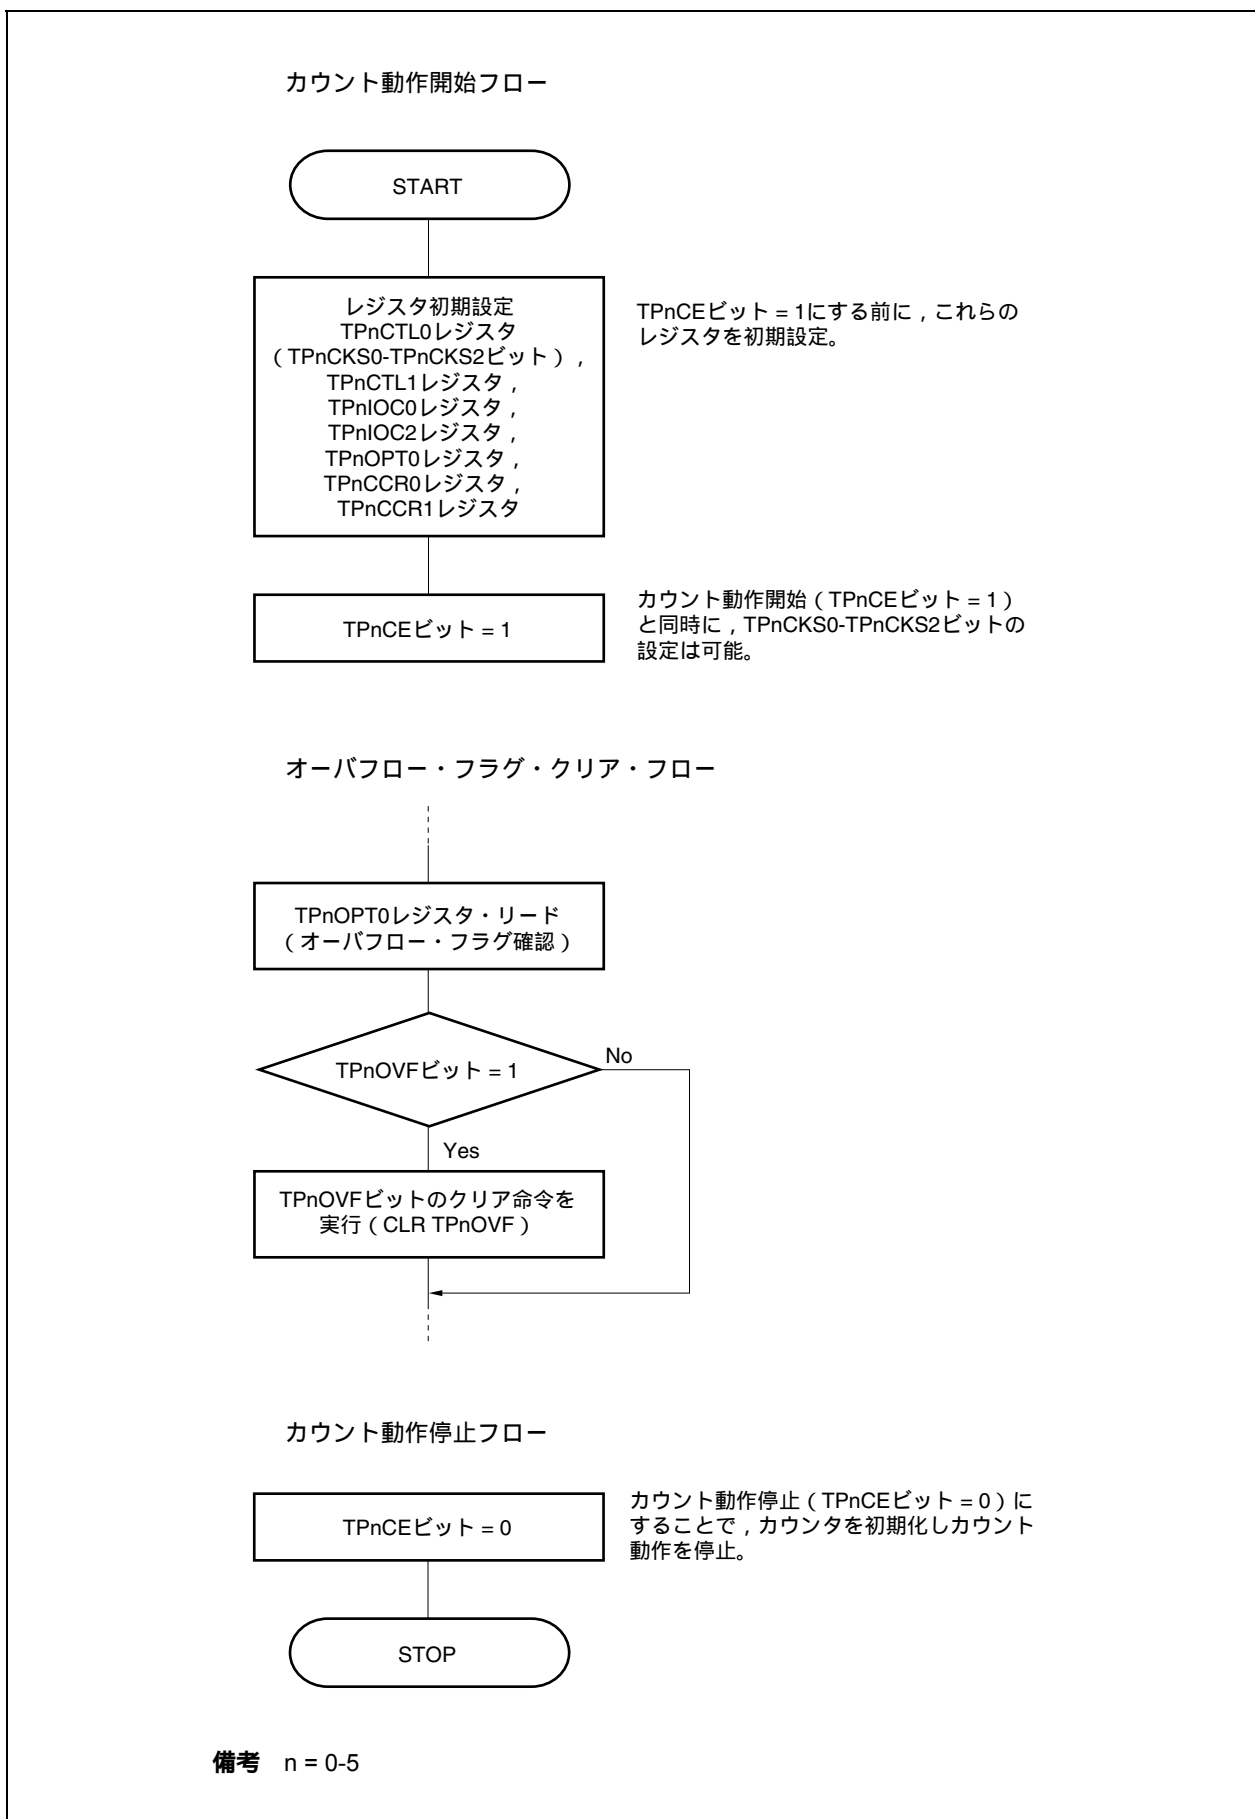 カウント動作開始フロー
START
レジスタ初期設定
TPnCTL0レジスタ
（TPnCKS0-TPnCKS2ビット），
TPnCTL1レジスタ，
TPnIOC0レジスタ，
TPnIOC2レジスタ，
TPnOPT0レジスタ，
TPnCCR0レジスタ，
TPnCCR1レジスタ
TPnCEビット = 1にする前に，これらの
レジスタを初期設定。
TPnCEビット = 1
カウント動作開始（TPnCEビット = 1）
と同時に，TPnCKS0-TPnCKS2ビットの
設定は可能。
オーバフロー・フラグ・クリア・フロー
TPnOPT0レジスタ・リード
（オーバフロー・フラグ確認）
TPnOVFビット = 1
No
Yes
TPnOVFビットのクリア命令を
実行（CLR TPnOVF）
カウント動作停止フロー
TPnCEビット = 0
カウント動作停止（TPnCEビット = 0）に
することで，カウンタを初期化しカウント
動作を停止。
STOP
備考 n = 0-5